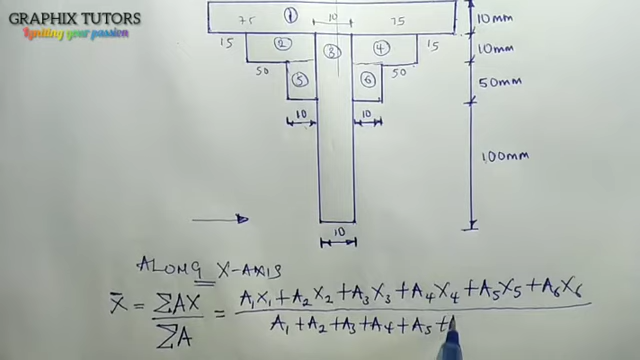 GRAPHIX TUTORS
Igniting your passion
75 ① 10 75 10mm
15 ② ③ ④ 15 10mm
50 ⑤ ⑥ 50 50mm
10 10
100mm
10
ALONG X-AXIS
X̄ = ΣAX / ΣA = A₁X₁ + A₂X₂ + A₃X₃ + A₄X₄ + A₅X₅ + A₆X₆
A₁ + A₂ + A₃ + A₄ + A₅ +